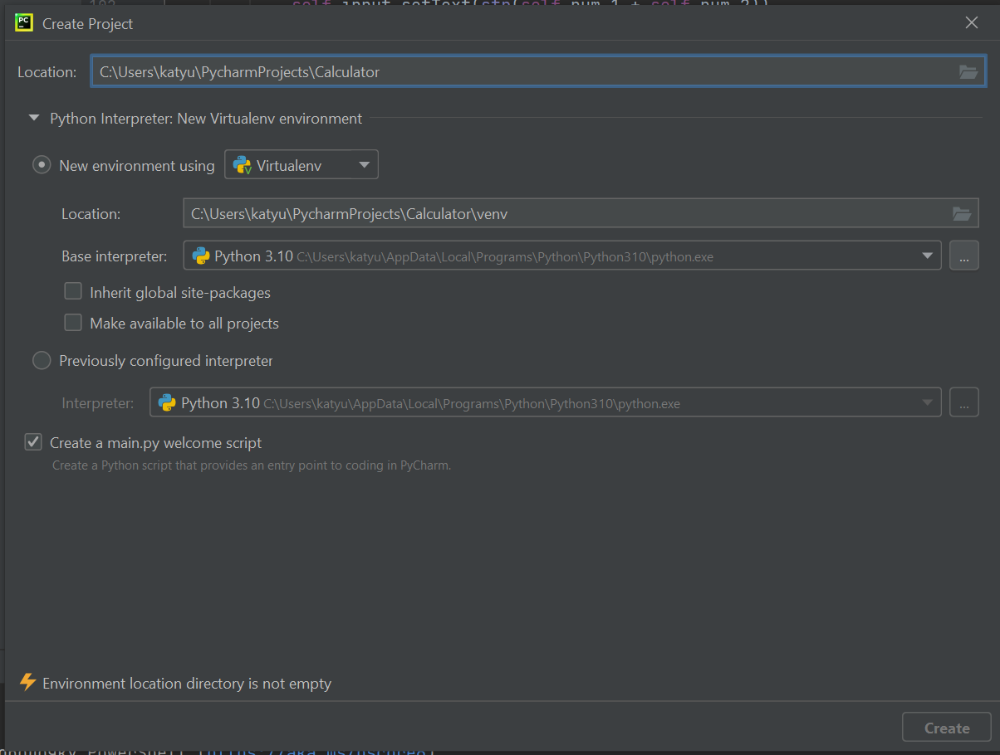 Create Project
Location: C:\Users\katyu\PycharmProjects\Calculator
Python Interpreter: New Virtualenv environment
New environment using Virtualenv
Location: C:\Users\katyu\PycharmProjects\Calculator\venv
Base interpreter: Python 3.10 C:\Users\katyu\AppData\Local\Programs\Python\Python310\python.exe ...
Inherit global site-packages
Make available to all projects
Previously configured interpreter
Interpreter: Python 3.10 C:\Users\katyu\AppData\Local\Programs\Python\Python310\python.exe ...
Create a main.py welcome script
Create a Python script that provides an entry point to coding in PyCharm.
Environment location directory is not empty
Create